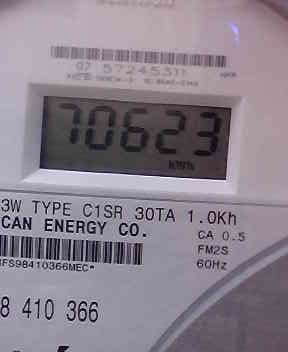 07 57245311
70623
kWh
3W TYPE C1SR 30TA 1.0Kh
CAN ENERGY CO.
CA 0.5
FM2S
60Hz
IFS98410366MEC*
8 410 366